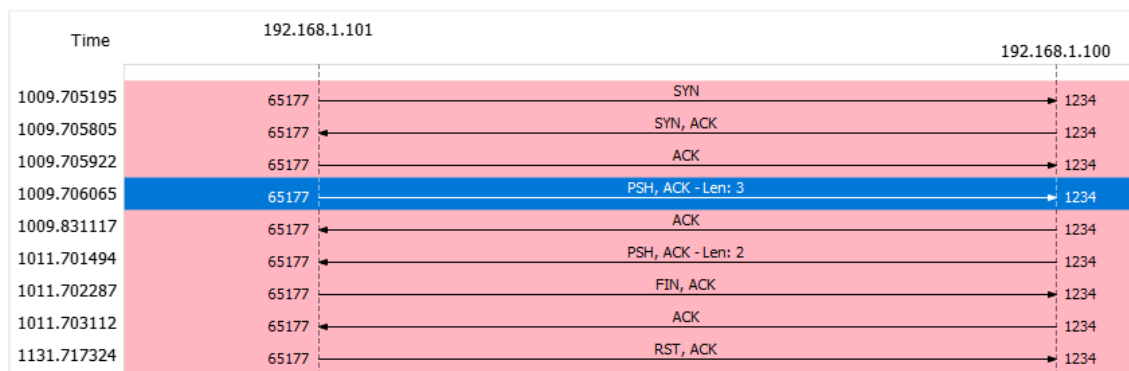 192.168.1.101
Time
192.168.1.100
1009.705195 65177 SYN 1234
1009.705805 65177 SYN, ACK 1234
1009.705922 65177 ACK 1234
1009.706065 65177 PSH, ACK - Len: 3 1234
1009.831117 65177 ACK 1234
1011.701494 65177 PSH, ACK - Len: 2 1234
1011.702287 65177 FIN, ACK 1234
1011.703112 65177 ACK 1234
1131.717324 65177 RST, ACK 1234